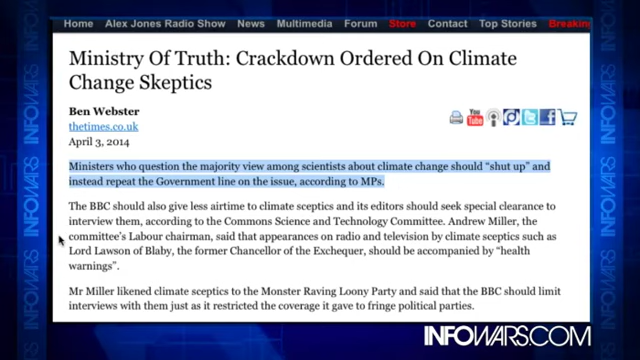 Home Alex Jones Radio Show News Multimedia Forum Store Contact Top Stories Breakin
Ministry Of Truth: Crackdown Ordered On Climate
Change Skeptics
Ben Webster
thetimes.co.uk
April 3, 2014
You
Tube
Ministers who question the majority view among scientists about climate change should “shut up” and
instead repeat the Government line on the issue, according to MPs.
The BBC should also give less airtime to climate sceptics and its editors should seek special clearance to
interview them, according to the Commons Science and Technology Committee. Andrew Miller, the
committee’s Labour chairman, said that appearances on radio and television by climate sceptics such as
Lord Lawson of Blaby, the former Chancellor of the Exchequer, should be accompanied by “health
warnings”.
Mr Miller likened climate sceptics to the Monster Raving Loony Party and said that the BBC should limit
interviews with them just as it restricted the coverage it gave to fringe political parties.
INFOWARS
INFOWARS
INFOWARS.COM